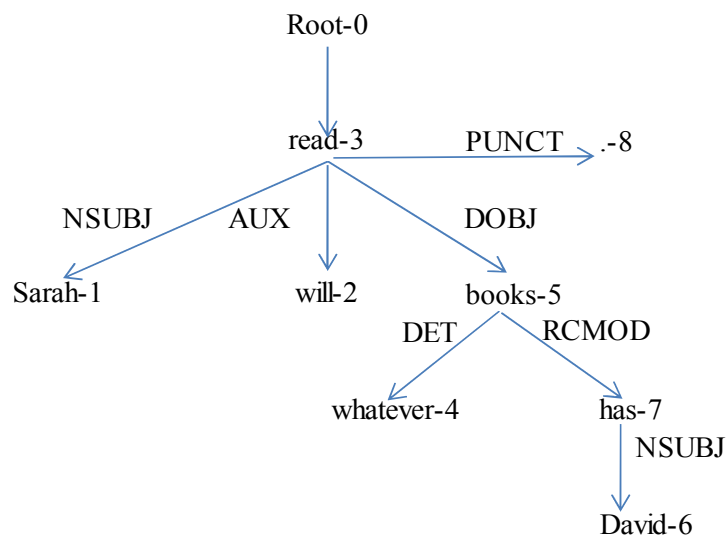 Root-0
read-3 PUNCT .-8
NSUBJ AUX DOBJ
Sarah-1 will-2 books-5
DET RCMOD
whatever-4 has-7
NSUBJ
David-6